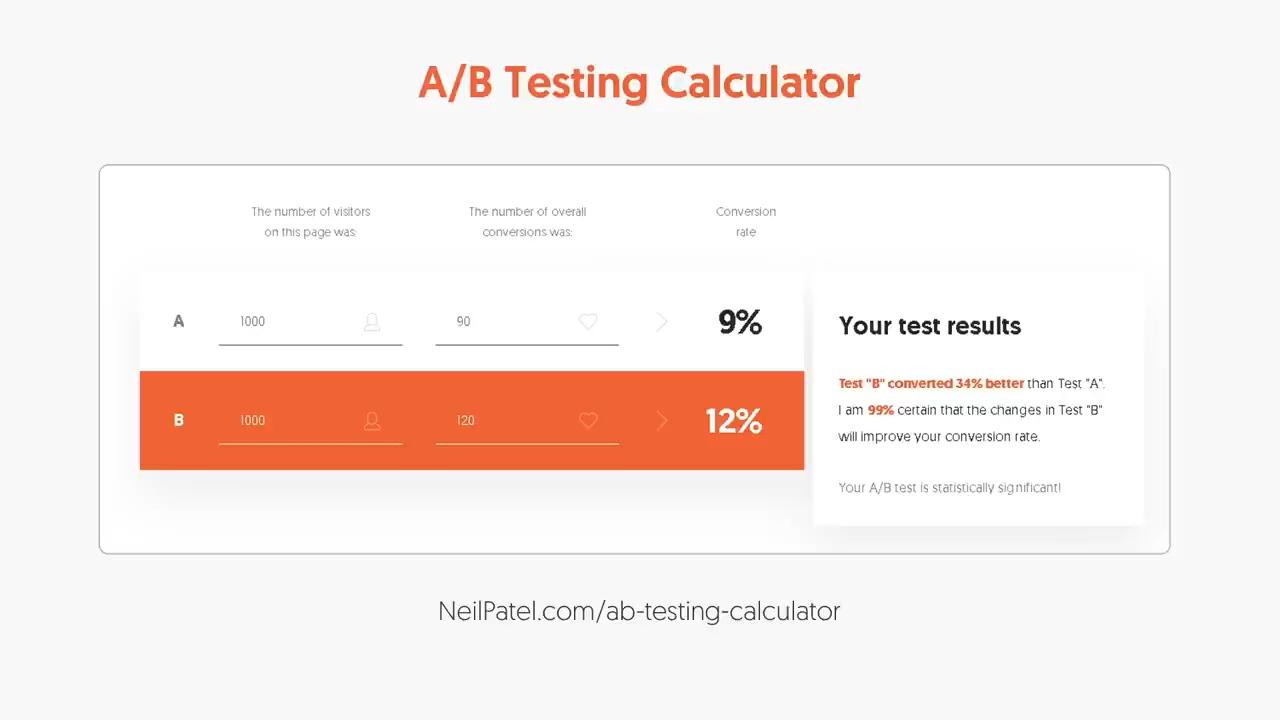 A/B Testing Calculator
The number of visitors
on this page was:
The number of overall
conversions was:
Conversion
rate
A
1000
90
9%
B
1000
120
12%
Your test results
Test "B" converted 34% better than Test "A".
I am 99% certain that the changes in Test "B"
will improve your conversion rate.
Your A/B test is statistically significant!
NeilPatel.com/ab-testing-calculator